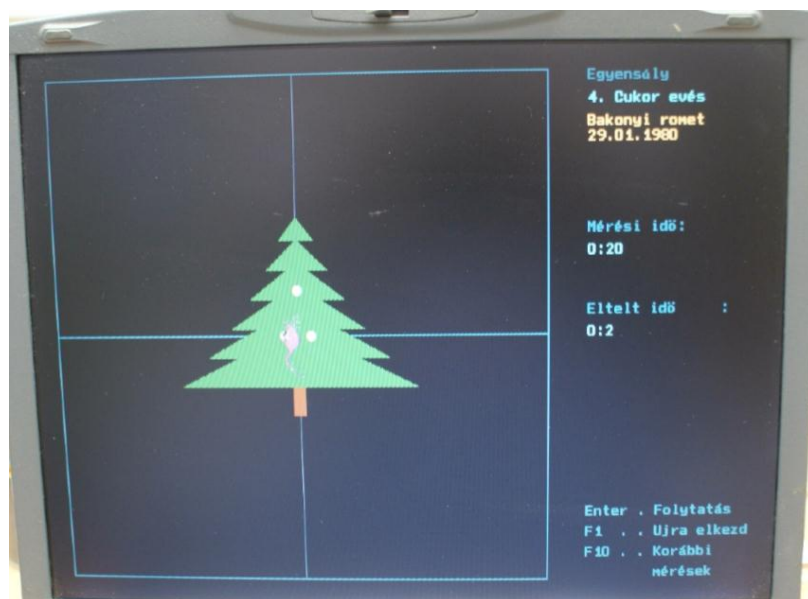 Egyensúly
4. Cukor evés
Bakonyi romet
29.01.1980
Mérési idö:
0:20
Eltelt idö :
0:2
Enter . Folytatás
F1 . . Ujra elkezd
F10 . . Korábbi
mérések